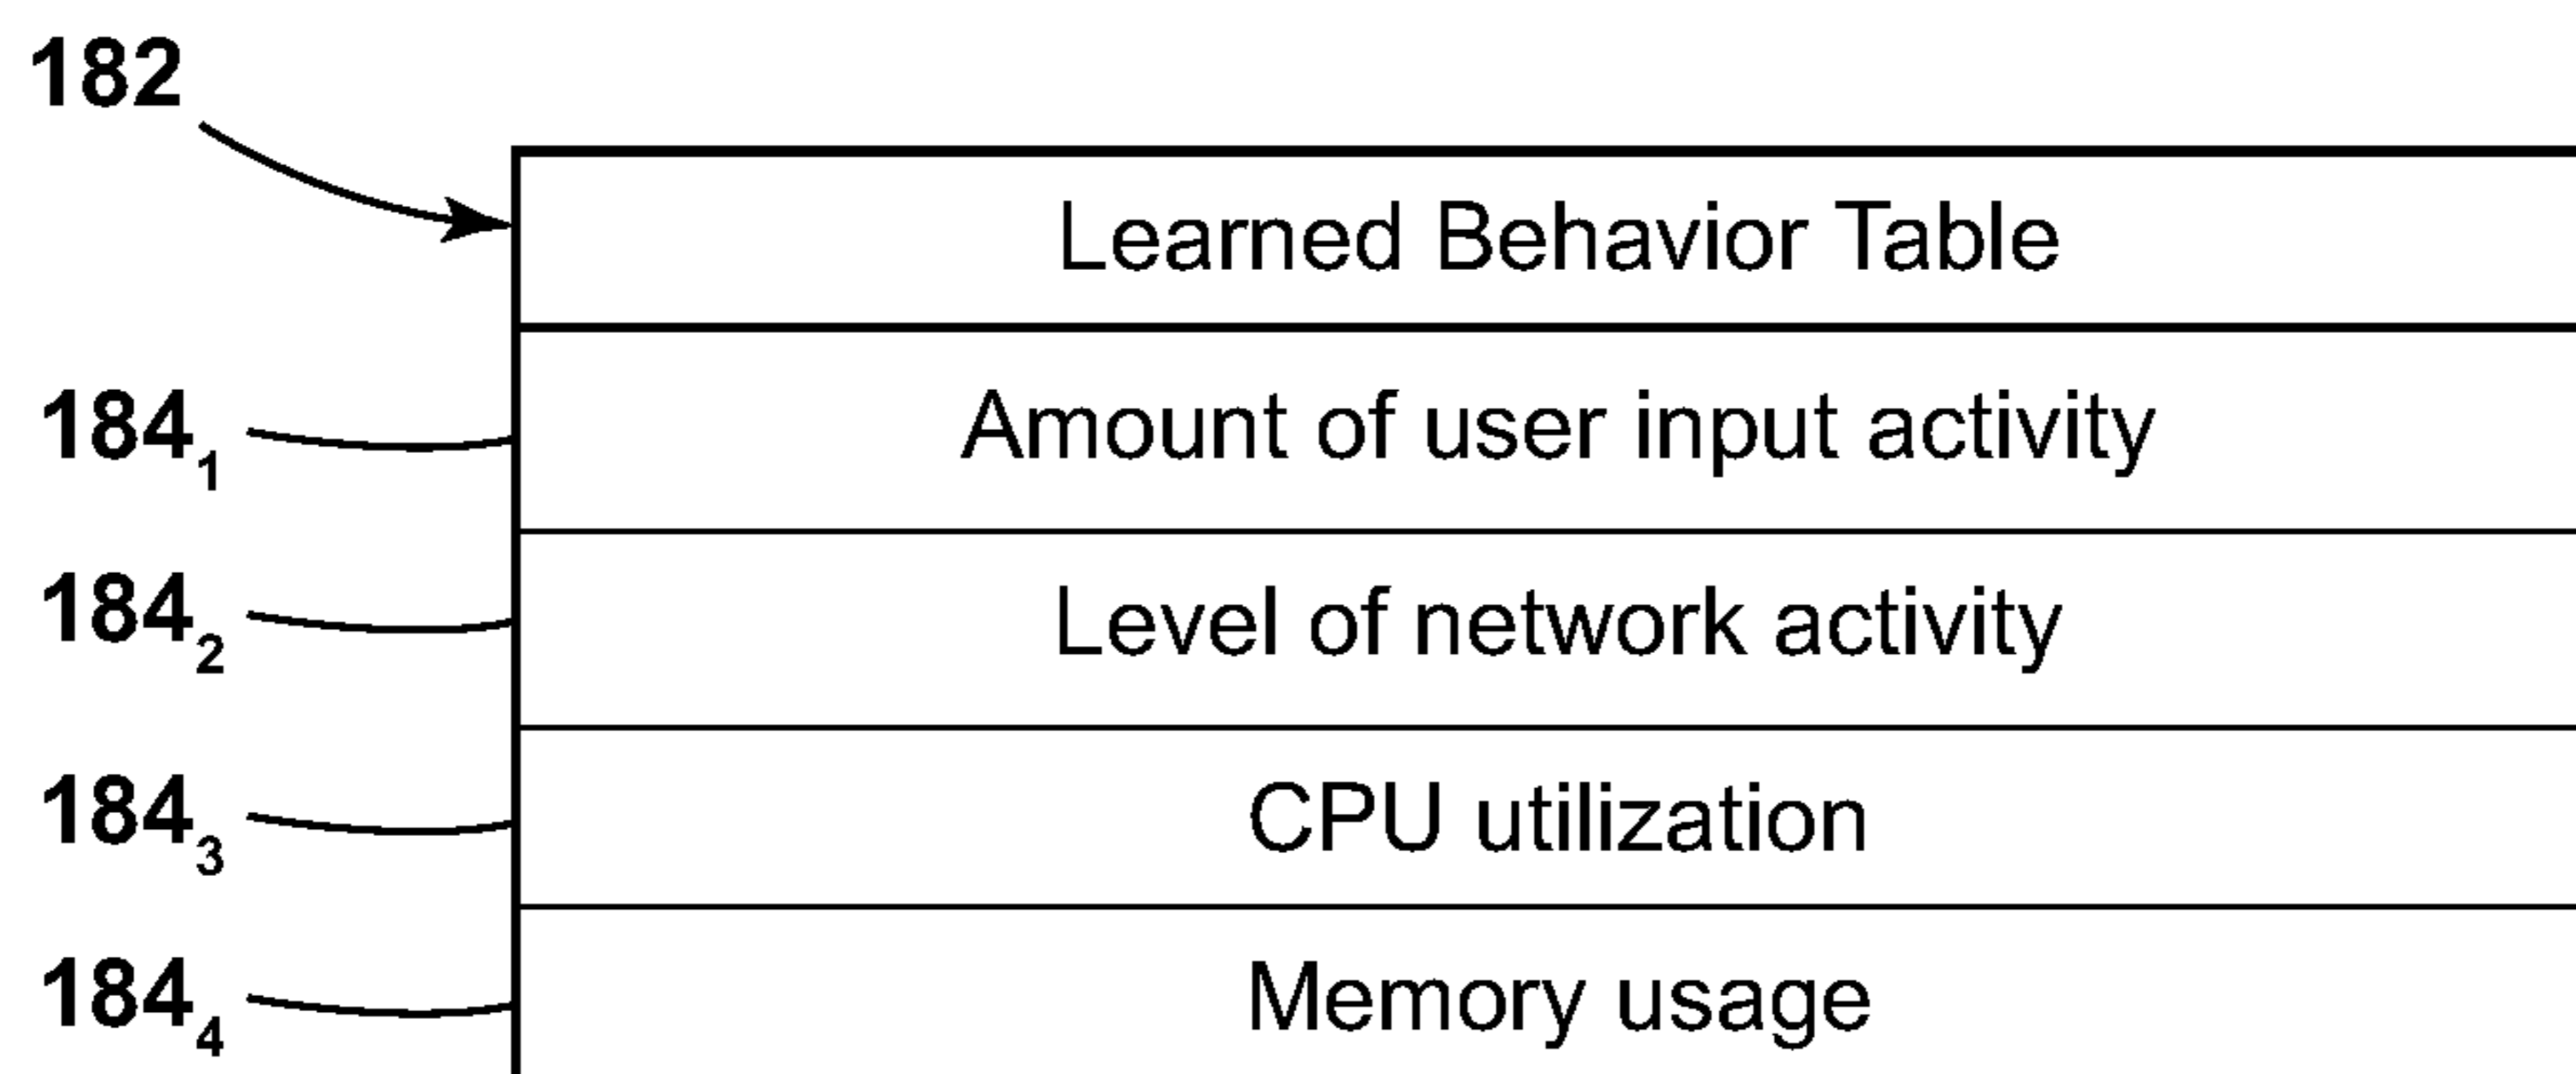 182
Learned Behavior Table
184₁ Amount of user input activity
184₂ Level of network activity
184₃ CPU utilization
184₄ Memory usage